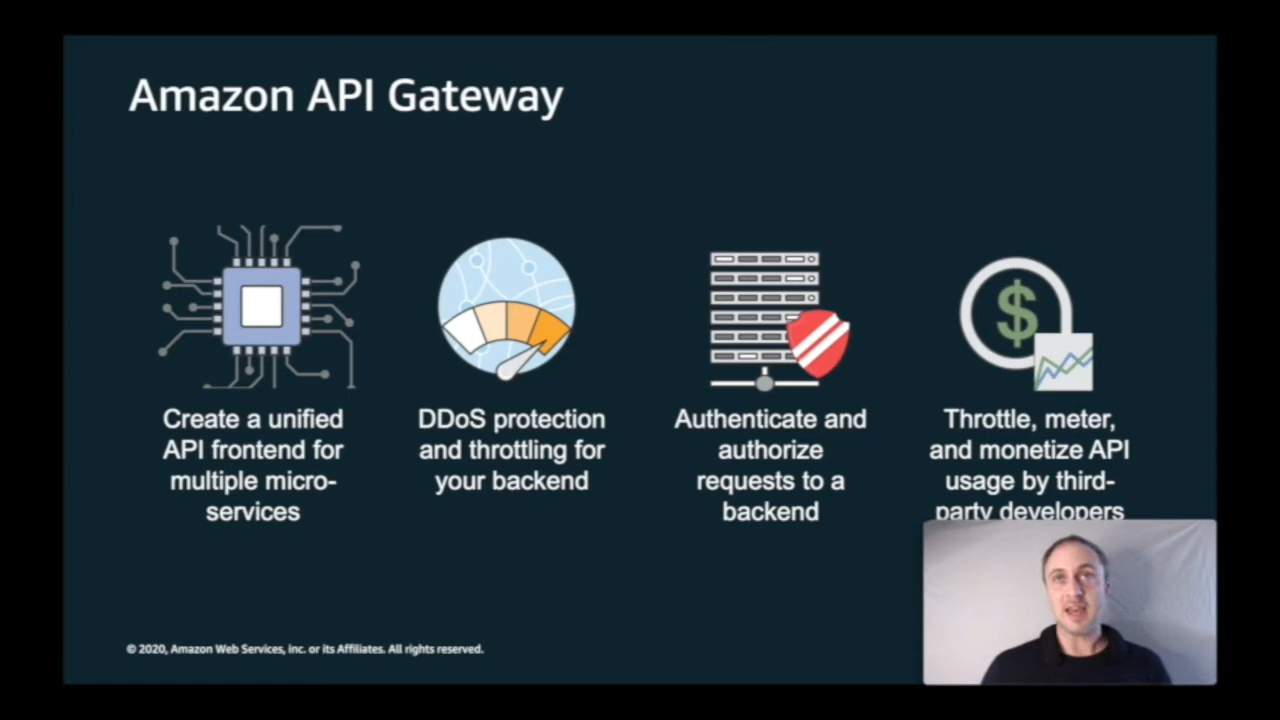 Amazon API Gateway
Create a unified
API frontend for
multiple micro-
services
DDoS protection
and throttling for
your backend
Authenticate and
authorize
requests to a
backend
Throttle, meter,
and monetize API
usage by third-
party developers
© 2020, Amazon Web Services, inc. or its Affiliates. All rights reserved.